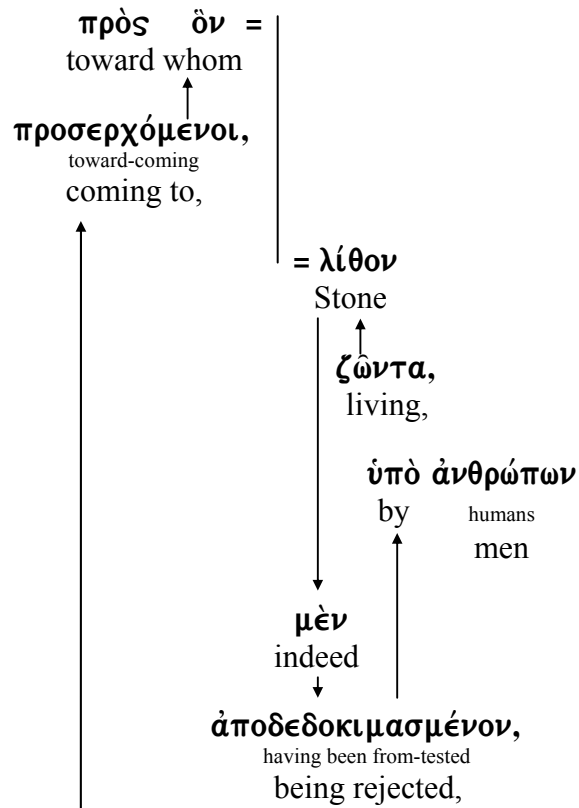 πρὸς ὃν =
toward whom
προσερχόμενοι,
toward-coming
coming to,
= λίθον
Stone
ζῶντα,
living,
ὑπὸ ἀνθρώπων
by humans
men
μὲν
indeed
ἀποδεδοκιμασμένον,
having been from-tested
being rejected,